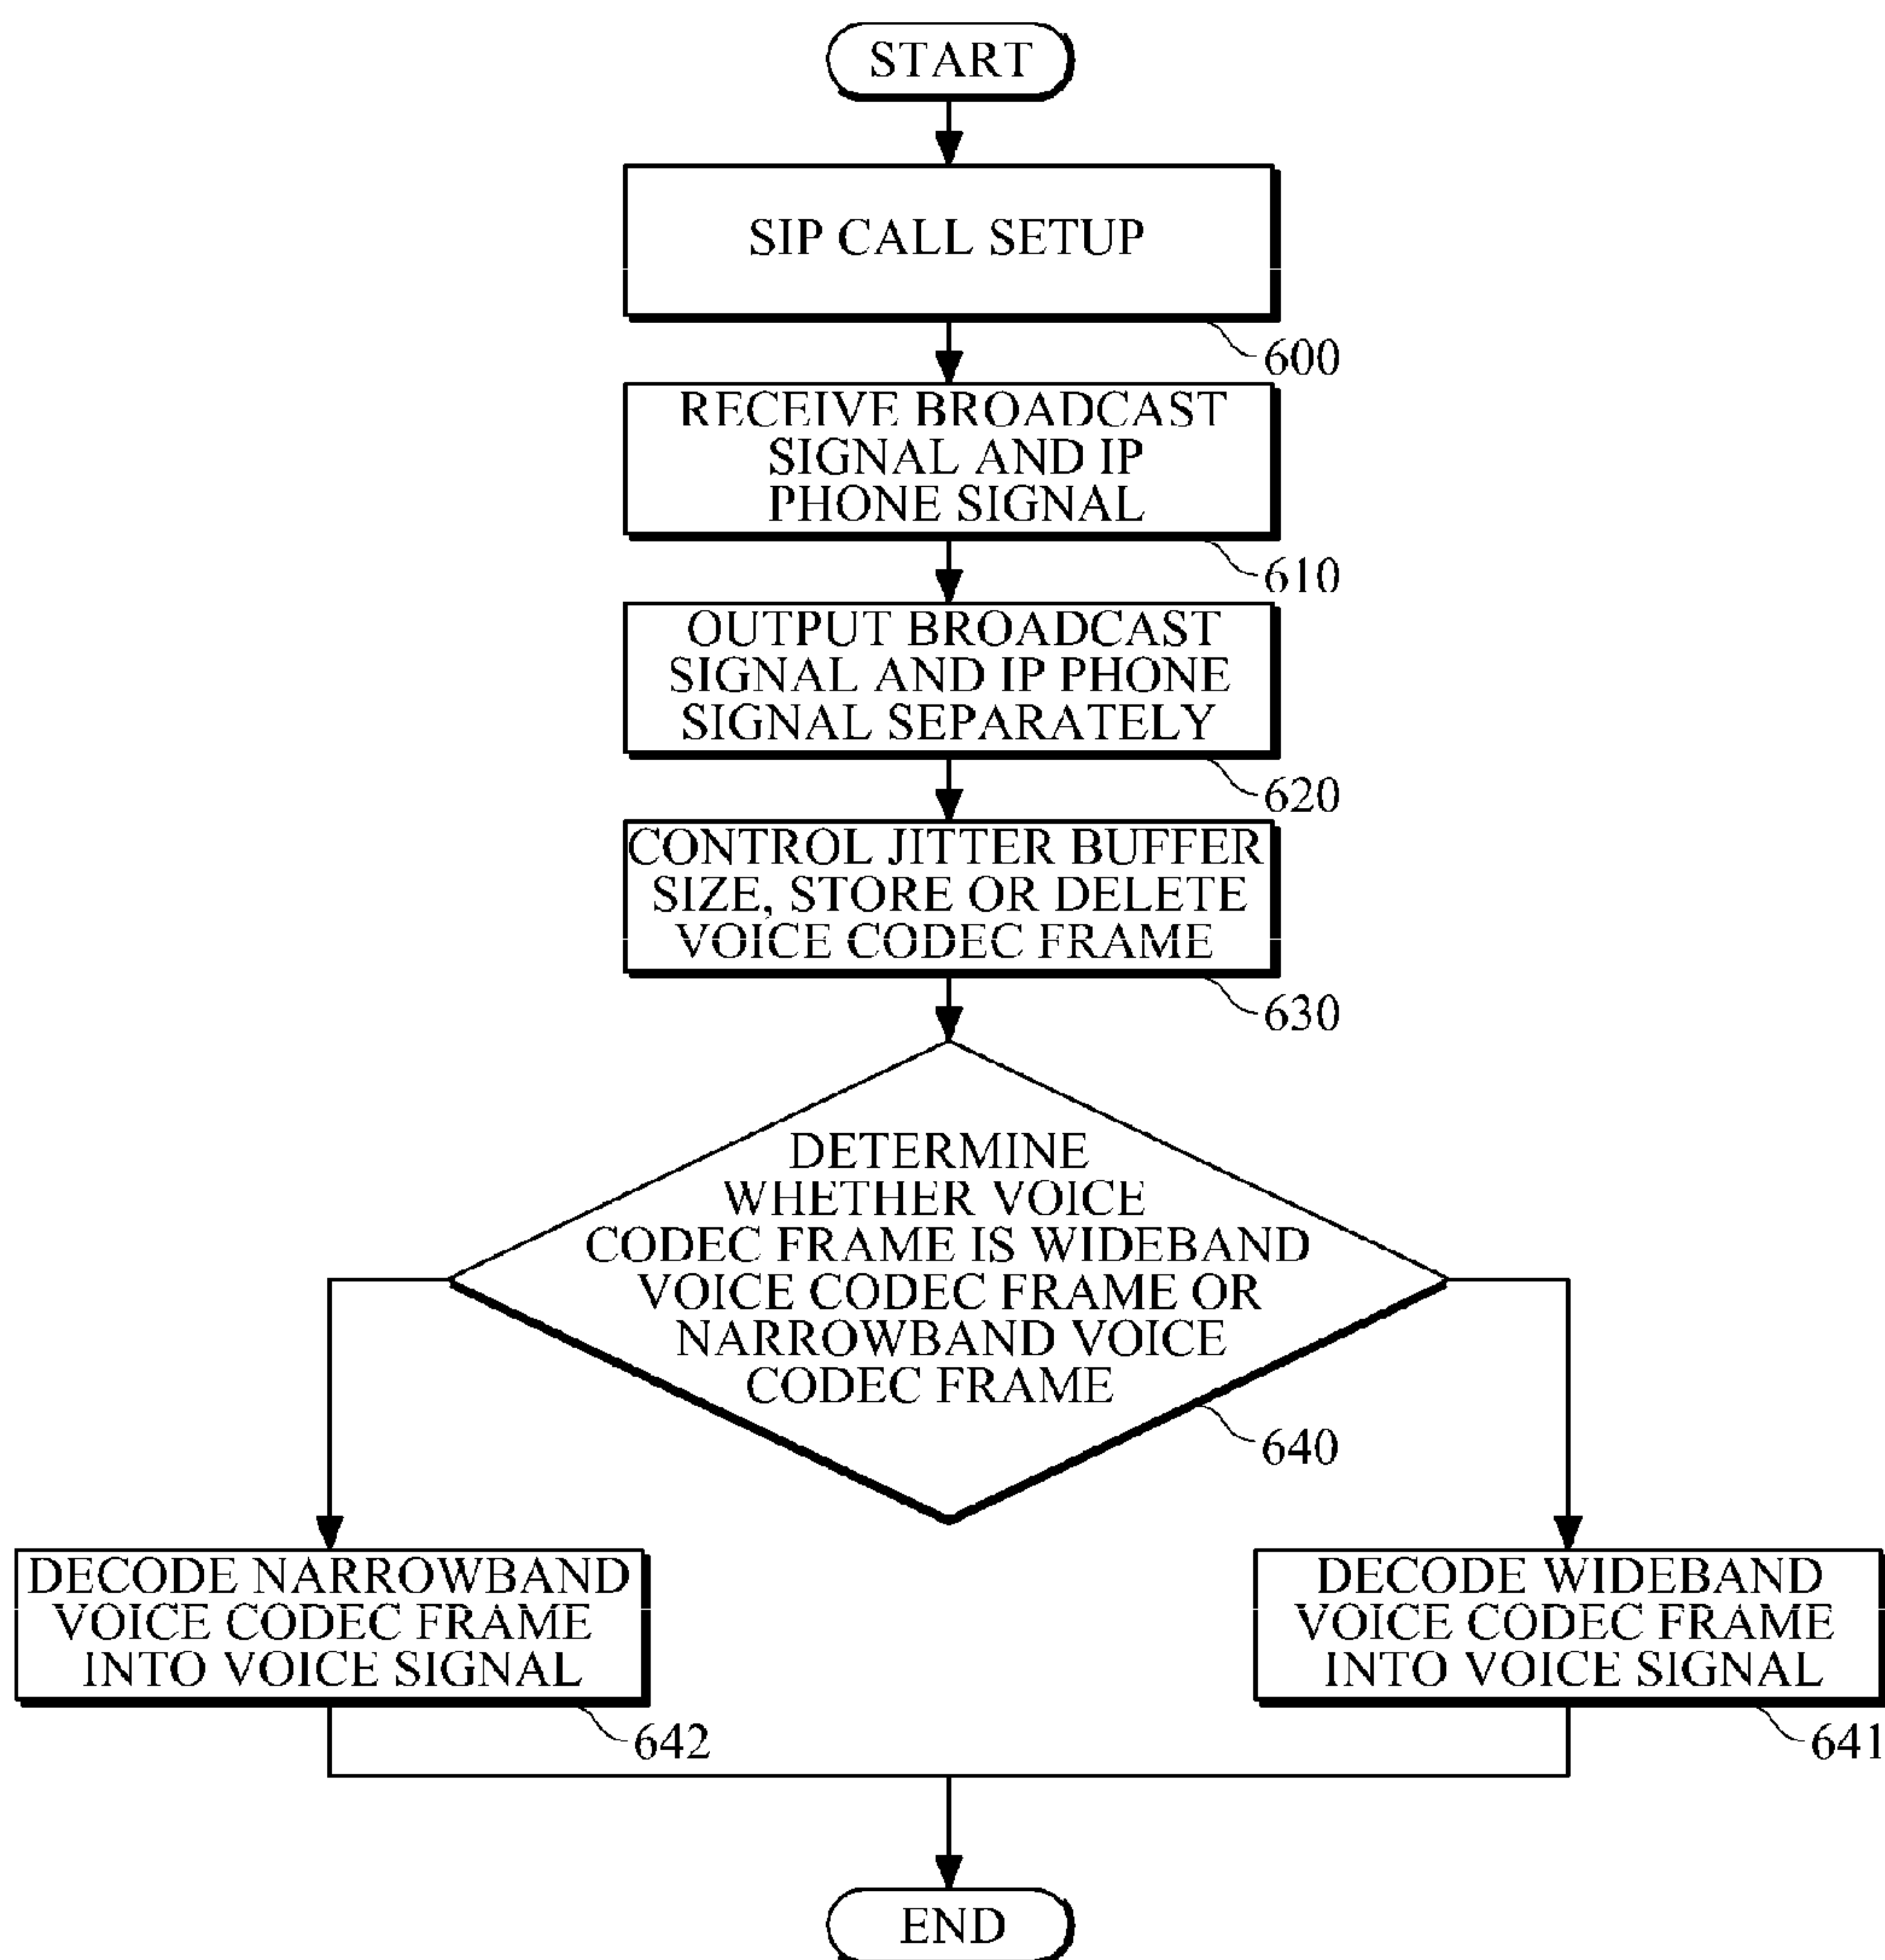 START
SIP CALL SETUP
600
RECEIVE BROADCAST
SIGNAL AND IP
PHONE SIGNAL
610
OUTPUT BROADCAST
SIGNAL AND IP PHONE
SIGNAL SEPARATELY
620
CONTROL JITTER BUFFER
SIZE, STORE OR DELETE
VOICE CODEC FRAME
630
DETERMINE
WHETHER VOICE
CODEC FRAME IS WIDEBAND
VOICE CODEC FRAME OR
NARROWBAND VOICE
CODEC FRAME
640
DECODE NARROWBAND
VOICE CODEC FRAME
INTO VOICE SIGNAL
642
DECODE WIDEBAND
VOICE CODEC FRAME
INTO VOICE SIGNAL
641
END